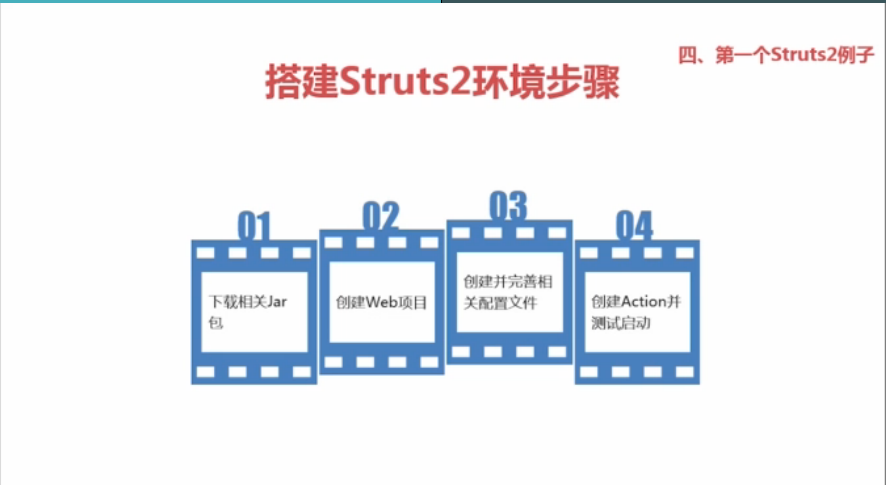 四、第一个Struts2例子
搭建Struts2环境步骤
01
下载相关Jar
包
02
创建Web项目
03
创建并完善相
关配置文件
04
创建Action并
测试启动